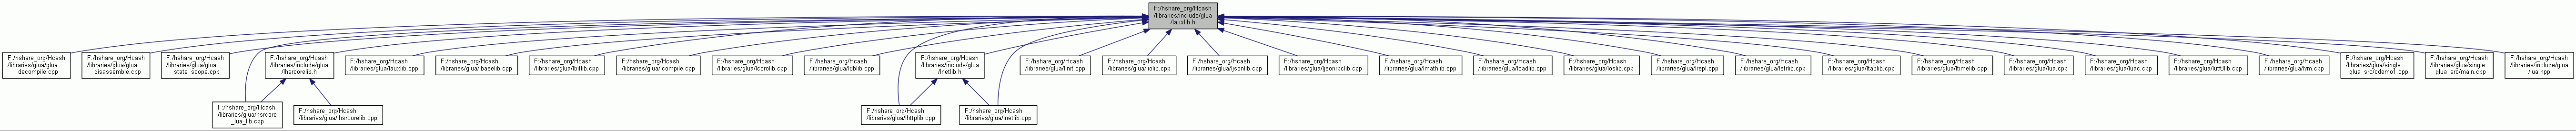 F:/hshare_org/Hcash
/libraries/include/glua
/lauxlib.h
F:/hshare_org/Hcash
/libraries/glua/glua
_decompile.cpp
F:/hshare_org/Hcash
/libraries/glua/glua
_disassemble.cpp
F:/hshare_org/Hcash
/libraries/glua/glua
_state_scope.cpp
F:/hshare_org/Hcash
/libraries/include/glua
/lhsrcorelib.h
F:/hshare_org/Hcash
/libraries/glua/lauxlib.cpp
F:/hshare_org/Hcash
/libraries/glua/lbaselib.cpp
F:/hshare_org/Hcash
/libraries/glua/lbtlib.cpp
F:/hshare_org/Hcash
/libraries/glua/lcompile.cpp
F:/hshare_org/Hcash
/libraries/glua/lcorolib.cpp
F:/hshare_org/Hcash
/libraries/glua/ldblib.cpp
F:/hshare_org/Hcash
/libraries/include/glua
/lnetlib.h
F:/hshare_org/Hcash
/libraries/glua/linit.cpp
F:/hshare_org/Hcash
/libraries/glua/liolib.cpp
F:/hshare_org/Hcash
/libraries/glua/ljsonlib.cpp
F:/hshare_org/Hcash
/libraries/glua/ljsonrpclib.cpp
F:/hshare_org/Hcash
/libraries/glua/lmathlib.cpp
F:/hshare_org/Hcash
/libraries/glua/loadlib.cpp
F:/hshare_org/Hcash
/libraries/glua/loslib.cpp
F:/hshare_org/Hcash
/libraries/glua/lrepl.cpp
F:/hshare_org/Hcash
/libraries/glua/lstrlib.cpp
F:/hshare_org/Hcash
/libraries/glua/ltablib.cpp
F:/hshare_org/Hcash
/libraries/glua/ltimelib.cpp
F:/hshare_org/Hcash
/libraries/glua/lua.cpp
F:/hshare_org/Hcash
/libraries/glua/luac.cpp
F:/hshare_org/Hcash
/libraries/glua/lutf8lib.cpp
F:/hshare_org/Hcash
/libraries/glua/lvm.cpp
F:/hshare_org/Hcash
/libraries/glua/single
_glua_src/cdemo1.cpp
F:/hshare_org/Hcash
/libraries/glua/single
_glua_src/main.cpp
F:/hshare_org/Hcash
/libraries/include/glua
/lua.hpp
F:/hshare_org/Hcash
/libraries/glua/hsrcore
_lua_lib.cpp
F:/hshare_org/Hcash
/libraries/glua/lhsrcorelib.cpp
F:/hshare_org/Hcash
/libraries/glua/lhttplib.cpp
F:/hshare_org/Hcash
/libraries/glua/lnetlib.cpp